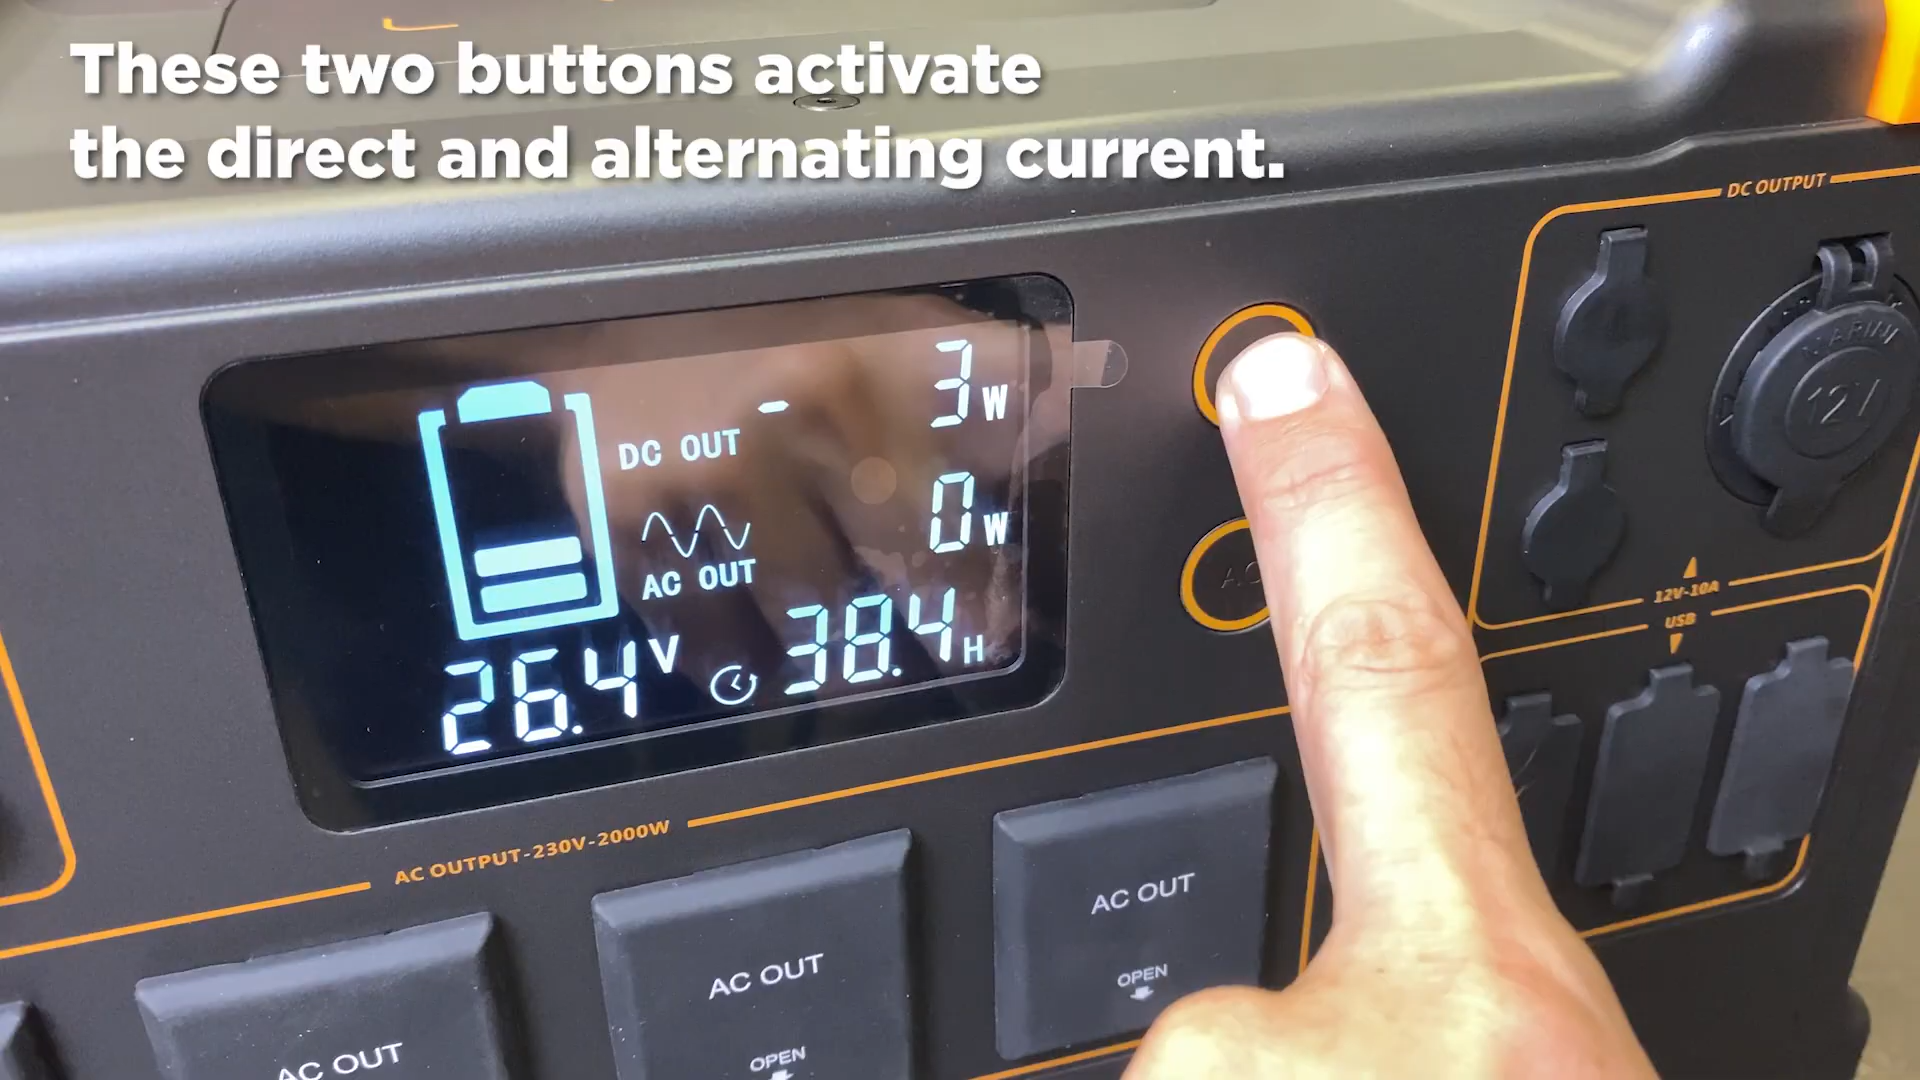 These two buttons activate
the direct and alternating current.
DC OUTPUT
12V
- 3W
DC OUT
0W
AC OUT
26.4V
38.4H
12V-10A
USB
AC OUTPUT-230V-2000W
AC OUT
OPEN
AC OUT
OPEN
AC OUT